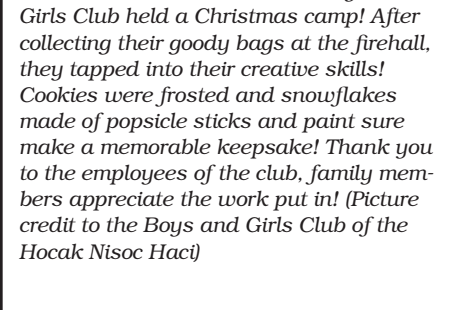 Girls Club held a Christmas camp! After
collecting their goody bags at the firehall,
they tapped into their creative skills!
Cookies were frosted and snowflakes
made of popsicle sticks and paint sure
make a memorable keepsake! Thank you
to the employees of the club, family mem-
bers appreciate the work put in! (Picture
credit to the Boys and Girls Club of the
Hocak Nisoc Haci)